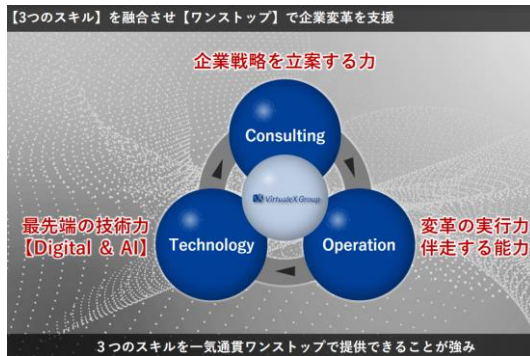 【3つのスキル】を融合させ【ワンストップ】で企業変革を支援
企業戦略を立案する力
Consulting
VirtualeX Group
最先端の技術力
【Digital & AI】
Technology
Operation
変革の実行力
伴走する能力
３つのスキルを一気通貫ワンストップで提供できることが強み